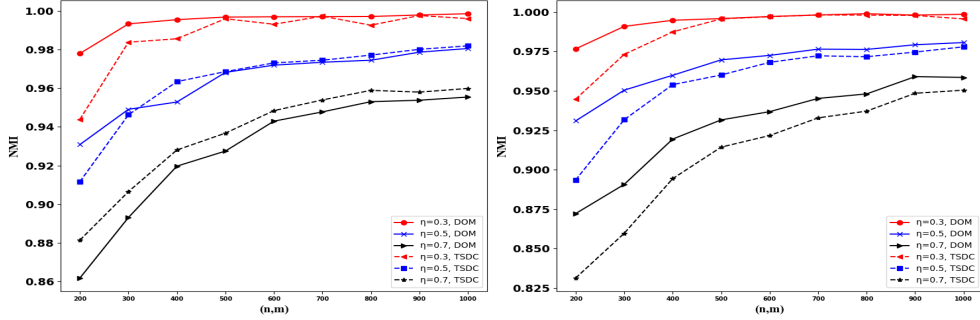 1.00
0.98
0.96
0.94
0.92
0.90
0.88
0.86
NMI
200 300 400 500 600 700 800 900 1000
(n,m)
η=0.3, DOM
η=0.5, DOM
η=0.7, DOM
η=0.3, TSDC
η=0.5, TSDC
η=0.7, TSDC
1.000
0.975
0.950
0.925
0.900
0.875
0.850
0.825
NMI
200 300 400 500 600 700 800 900 1000
(n,m)
η=0.3, DOM
η=0.5, DOM
η=0.7, DOM
η=0.3, TSDC
η=0.5, TSDC
η=0.7, TSDC